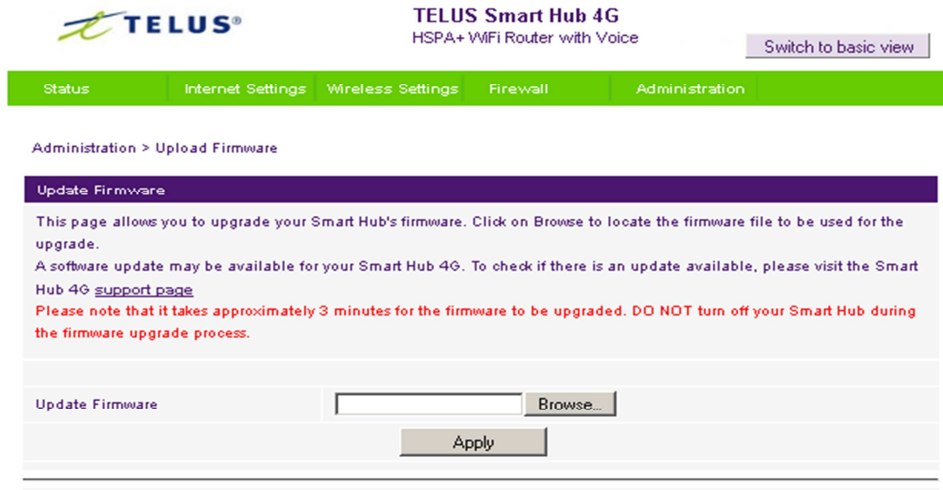 TELUS®
TELUS Smart Hub 4G
HSPA+ WiFi Router with Voice
Switch to basic view
Status Internet Settings Wireless Settings Firewall Administration
Administration > Upload Firmware
Update Firmware
This page allows you to upgrade your Smart Hub's firmware. Click on Browse to locate the firmware file to be used for the
upgrade.
A software update may be available for your Smart Hub 4G. To check if there is an update available, please visit the Smart
Hub 4G support page
Please note that it takes approximately 3 minutes for the firmware to be upgraded. DO NOT turn off your Smart Hub during
the firmware upgrade process.
Update Firmware Browse...
Apply